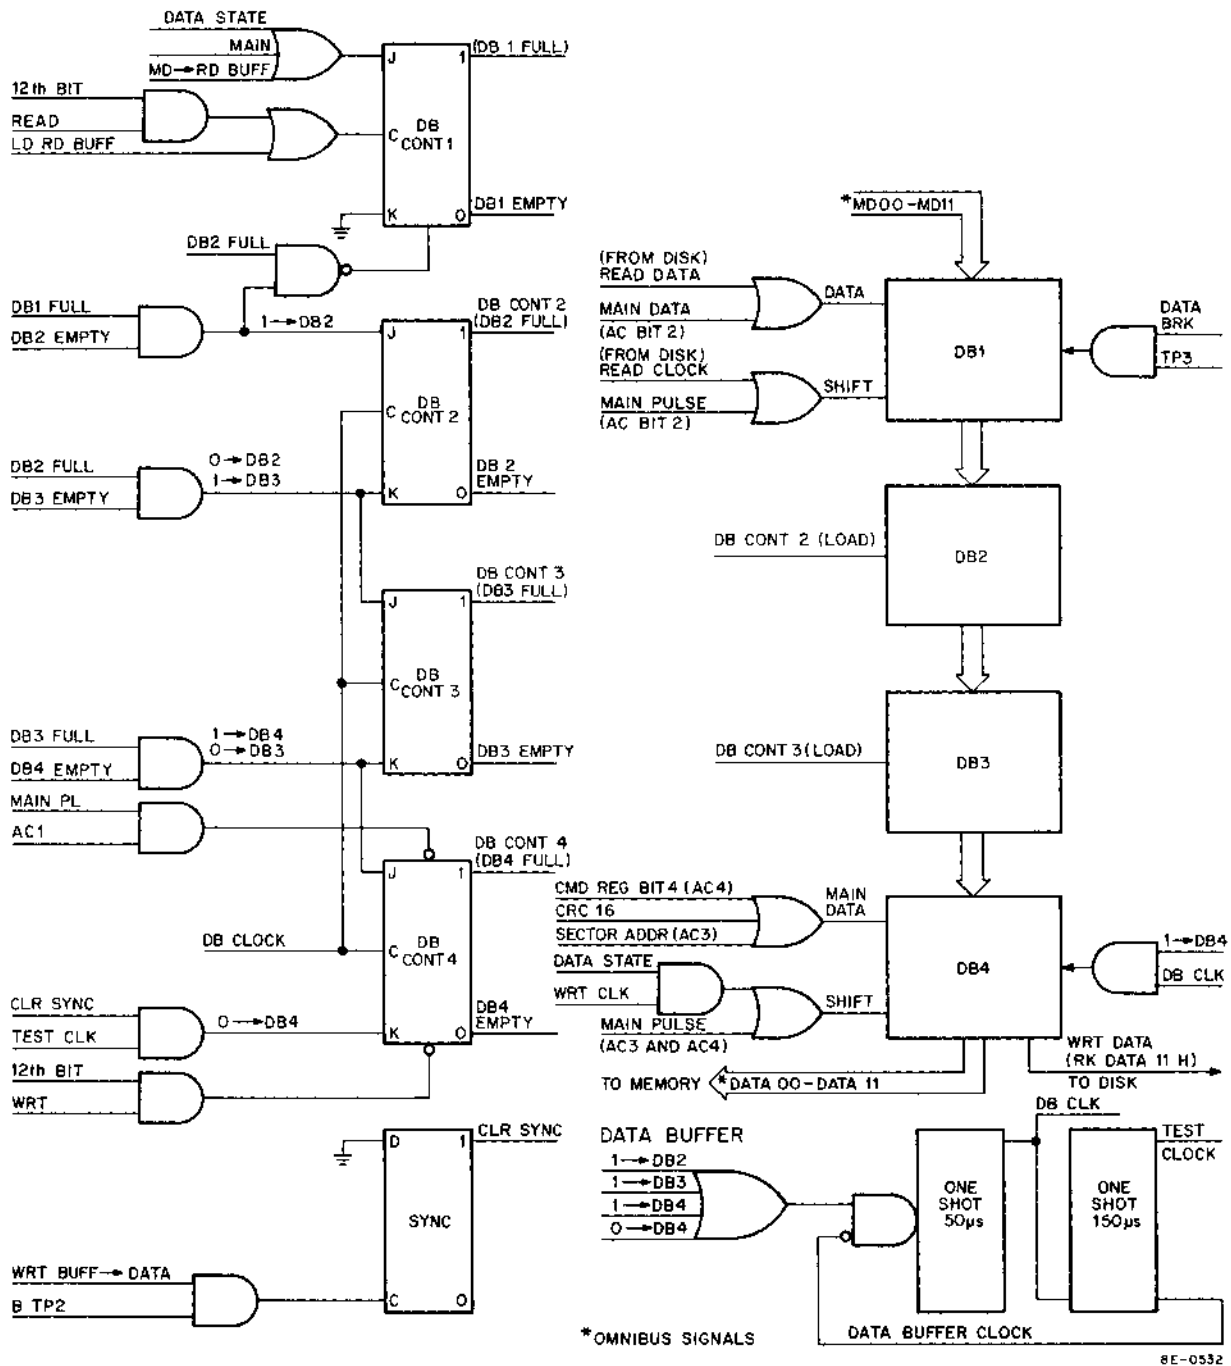 DATA STATE
MAIN
MD→RD BUFF
J
1
(DB 1 FULL)
12th BIT
READ
LD RD BUFF
C
DB
CONT 1
K
O
DB1 EMPTY
DB2 FULL
DB1 FULL
DB2 EMPTY
1→DB2
J
1
DB CONT 2
(DB2 FULL)
C
DB
CONT 2
DB2 FULL
DB3 EMPTY
O→DB2
1→DB3
K
O
DB 2
EMPTY
J
1
DB CONT 3
(DB3 FULL)
C
DB
CONT 3
DB3 FULL
DB4 EMPTY
1→DB4
O→DB3
K
O
DB3 EMPTY
MAIN PL
AC1
J
1
DB CONT 4
(DB4 FULL)
DB CLOCK
C
DB
CONT 4
CLR SYNC
TEST CLK
O→DB4
K
O
DB4
EMPTY
12th BIT
WRT
D
1
CLR SYNC
SYNC
WRT BUFF→DATA
B TP2
C
O
*MD00-MD11
(FROM DISK)
READ DATA
MAIN DATA
(AC BIT 2)
DATA
(FROM DISK)
READ CLOCK
MAIN PULSE
(AC BIT 2)
SHIFT
DB1
DATA
BRK
TP3
DB CONT 2 (LOAD)
DB2
DB CONT 3 (LOAD)
DB3
CMD REG BIT 4 (AC4)
CRC 16
SECTOR ADDR (AC3)
MAIN
DATA
DATA STATE
WRT CLK
MAIN PULSE
(AC3 AND AC4)
SHIFT
DB4
1→DB4
DB CLK
TO MEMORY
*DATA 00-DATA 11
WRT DATA
(RK DATA 11 H)
TO DISK
DATA BUFFER
1→DB2
1→DB3
1→DB4
O→DB4
ONE
SHOT
50µs
DB CLK
ONE
SHOT
150µs
TEST
CLOCK
DATA BUFFER CLOCK
*OMNIBUS SIGNALS
8E-0532